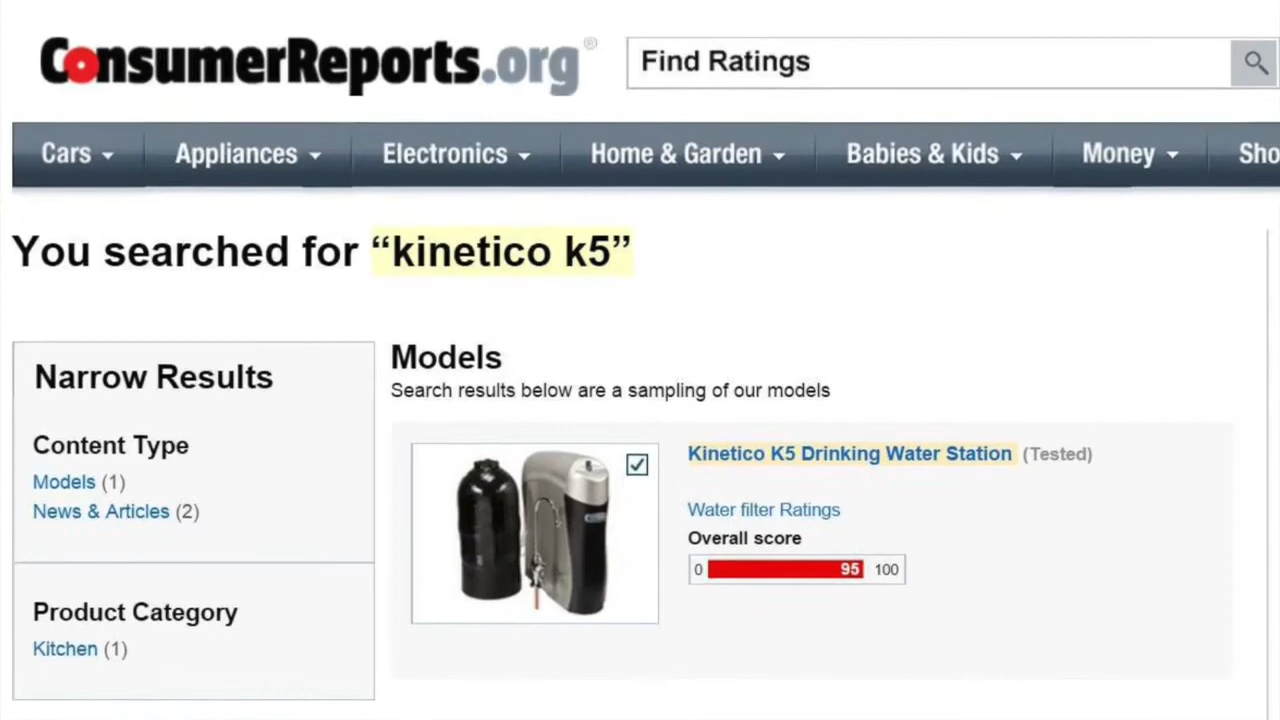 ConsumerReports.org®
Find Ratings
Cars
Appliances
Electronics
Home & Garden
Babies & Kids
Money
Sho
You searched for “kinetico k5”
Narrow Results
Content Type
Models (1)
News & Articles (2)
Product Category
Kitchen (1)
Models
Search results below are a sampling of our models
Kinetico K5 Drinking Water Station (Tested)
Water filter Ratings
Overall score
0 95 100